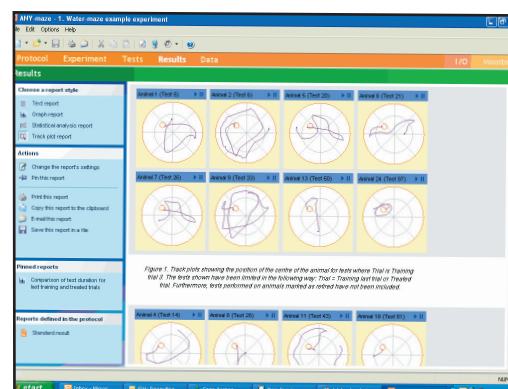 ANY-maze - 1. Water-maze example experiment
Edit Options Help
Protocol Experiment Tests Results Data I/O
Results
Choose a report style
Text report
Graph report
Statistical analysis report
Track plot report
Actions
Change the report's settings
Pin this report
Print this report
Copy this report to the clipboard
E-mail this report
Save this report in a file
Pinned reports
Comparison of test duration for
last training and treated trials
Reports defined in the protocol
Standard result
Animal 1 (Test 5) Animal 2 (Test 6) Animal 5 (Test 20) Animal 6 (Test 21)
Animal 7 (Test 26) Animal 9 (Test 33) Animal 13 (Test 50) Animal 24 (Test 97)
Figure 1. Track plots showing the position of the centre of the animal for tests where Trial is Training
trial 3. The tests shown have been limited in the following way: Trial = Training last trial or Treated
trial. Furthermore, tests performed on animals marked as retired have not been included.
Animal 4 (Test 14) Animal 8 (Test 28) Animal 11 (Test 43) Animal 18 (Test 81)
start